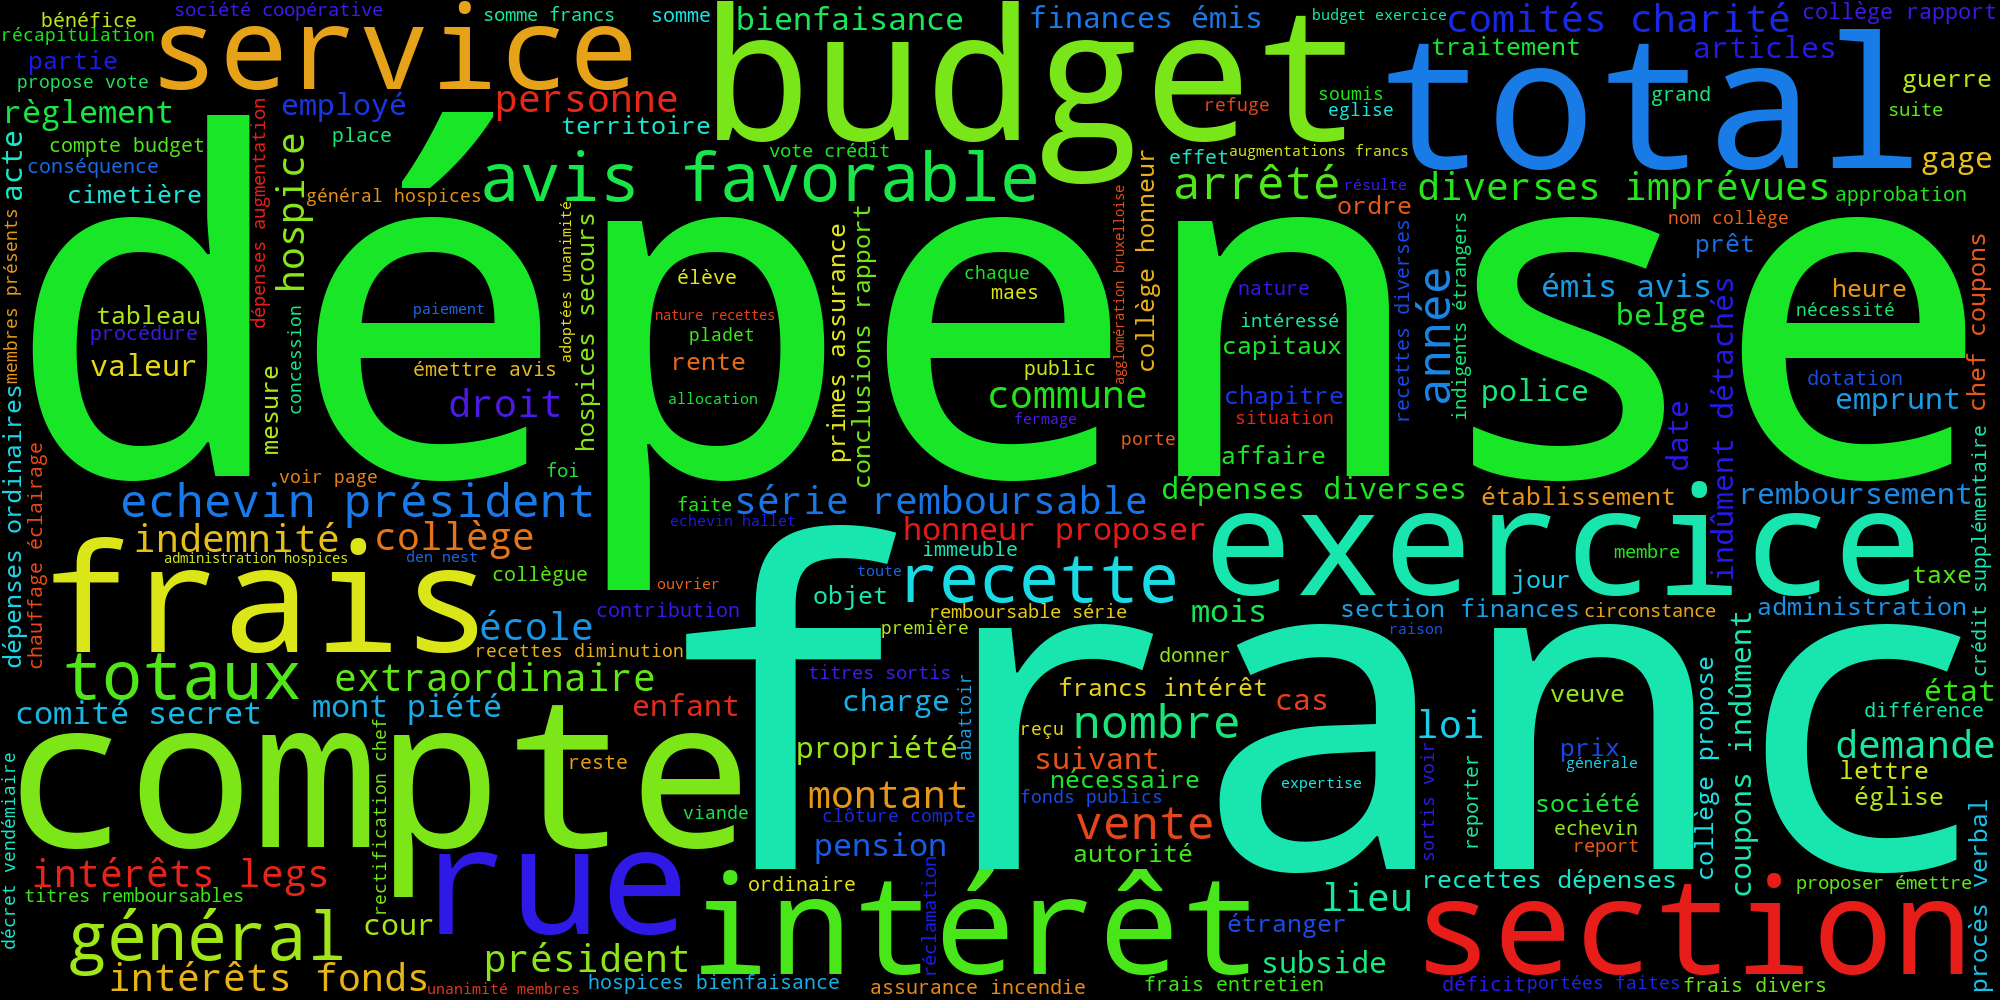 société coopérative
somme francs
somme
bienfaisance
finances émis
budget exercice
comités charité
collège rapport
bénéfice
récapitulation
service
budget
total
traitement
articles
partie
propose vote
guerre
employé
personne
règlement
refuge
soumis
eglise
grand
suite
place
territoire
acte
compte budget
conséquence
vote crédit
effet
augmentations francs
gage
cimetière
dépenses augmentation
hospice
général hospices
avis favorable
arrêté
résulte
diverses imprévues
approbation
ordre
nom collège
prêt
dépense
membres présents
adoptées unanimité
hospices secours
élève
chaque
maes
primes assurance
conclusions rapport
agglomération bruxelloise
collège honneur
nature
recettes diverses
année
indigents étrangers
émis avis
belge
heure
nécessité
indûment détachés
chef coupons
tableau
procédure
valeur
concession
mesure
paiement
émettre avis
droit
nature recettes
pladet
rente
allocation
public
commune
fermage
intéressé
capitaux
chapitre
situation
porte
affaire
police
dotation
emprunt
date
dépenses ordinaires
chauffage éclairage
voir page
foi
echevin président
faite
série remboursable
echevin hallet
dépenses diverses
établissement
remboursement
crédit supplémentaire
indemnité
collège
honneur proposer
exercice
administration hospices
den nest
immeuble
membre
frais
collègue
ouvrier
toute
recette
jour
taxe
contribution
objet
remboursable série
mois
section finances
circonstance
administration
école
première
raison
recettes diminution
franc
totaux
extraordinaire
titres sortis
donner
francs intérêt
cas
veuve
collège propose
coupons indûment
état
différence
comité secret
mont piété
enfant
charge
abattoir
reçu
nombre
loi
demande
compte
rectification chef
reste
propriété
suivant
nécessaire
prix
générale
lettre
expertise
sortis voir
reporter
décret vendémiaire
viande
montant
fonds publics
clôture compte
vente
société
église
echevin
report
pension
autorité
procès verbal
intérêts legs
titres remboursables
rue
réclamation
ordinaire
intérêt
lieu
recettes dépenses
proposer émettre
général
cour
étranger
section
président
subside
intérêts fonds
unanimité membres
hospices bienfaisance
assurance incendie
frais entretien
déficit
portées faites
frais divers